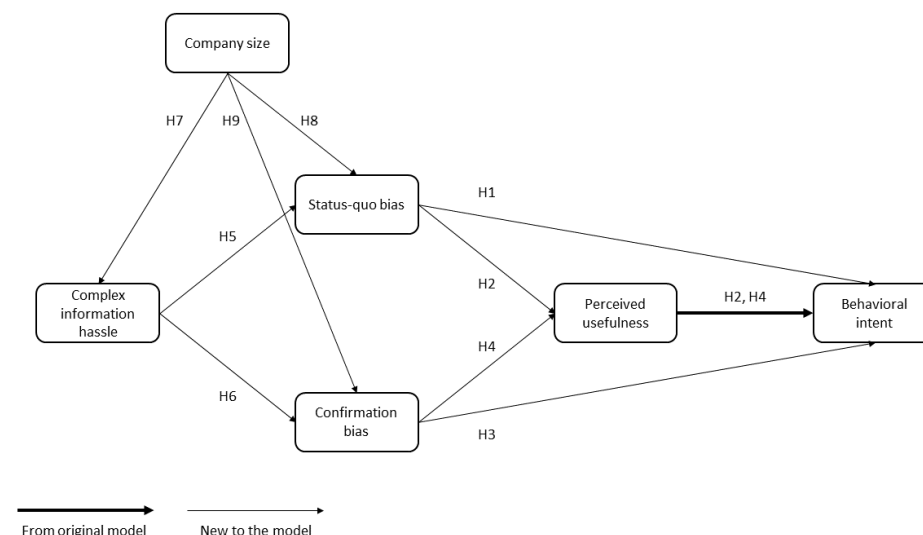 Company size
H7
H9
H8
Status-quo bias
H1
H5
H2
Complex
information
hassle
Perceived
usefulness
H2, H4
Behavioral
intent
H4
H6
Confirmation
bias
H3
From original model
New to the model